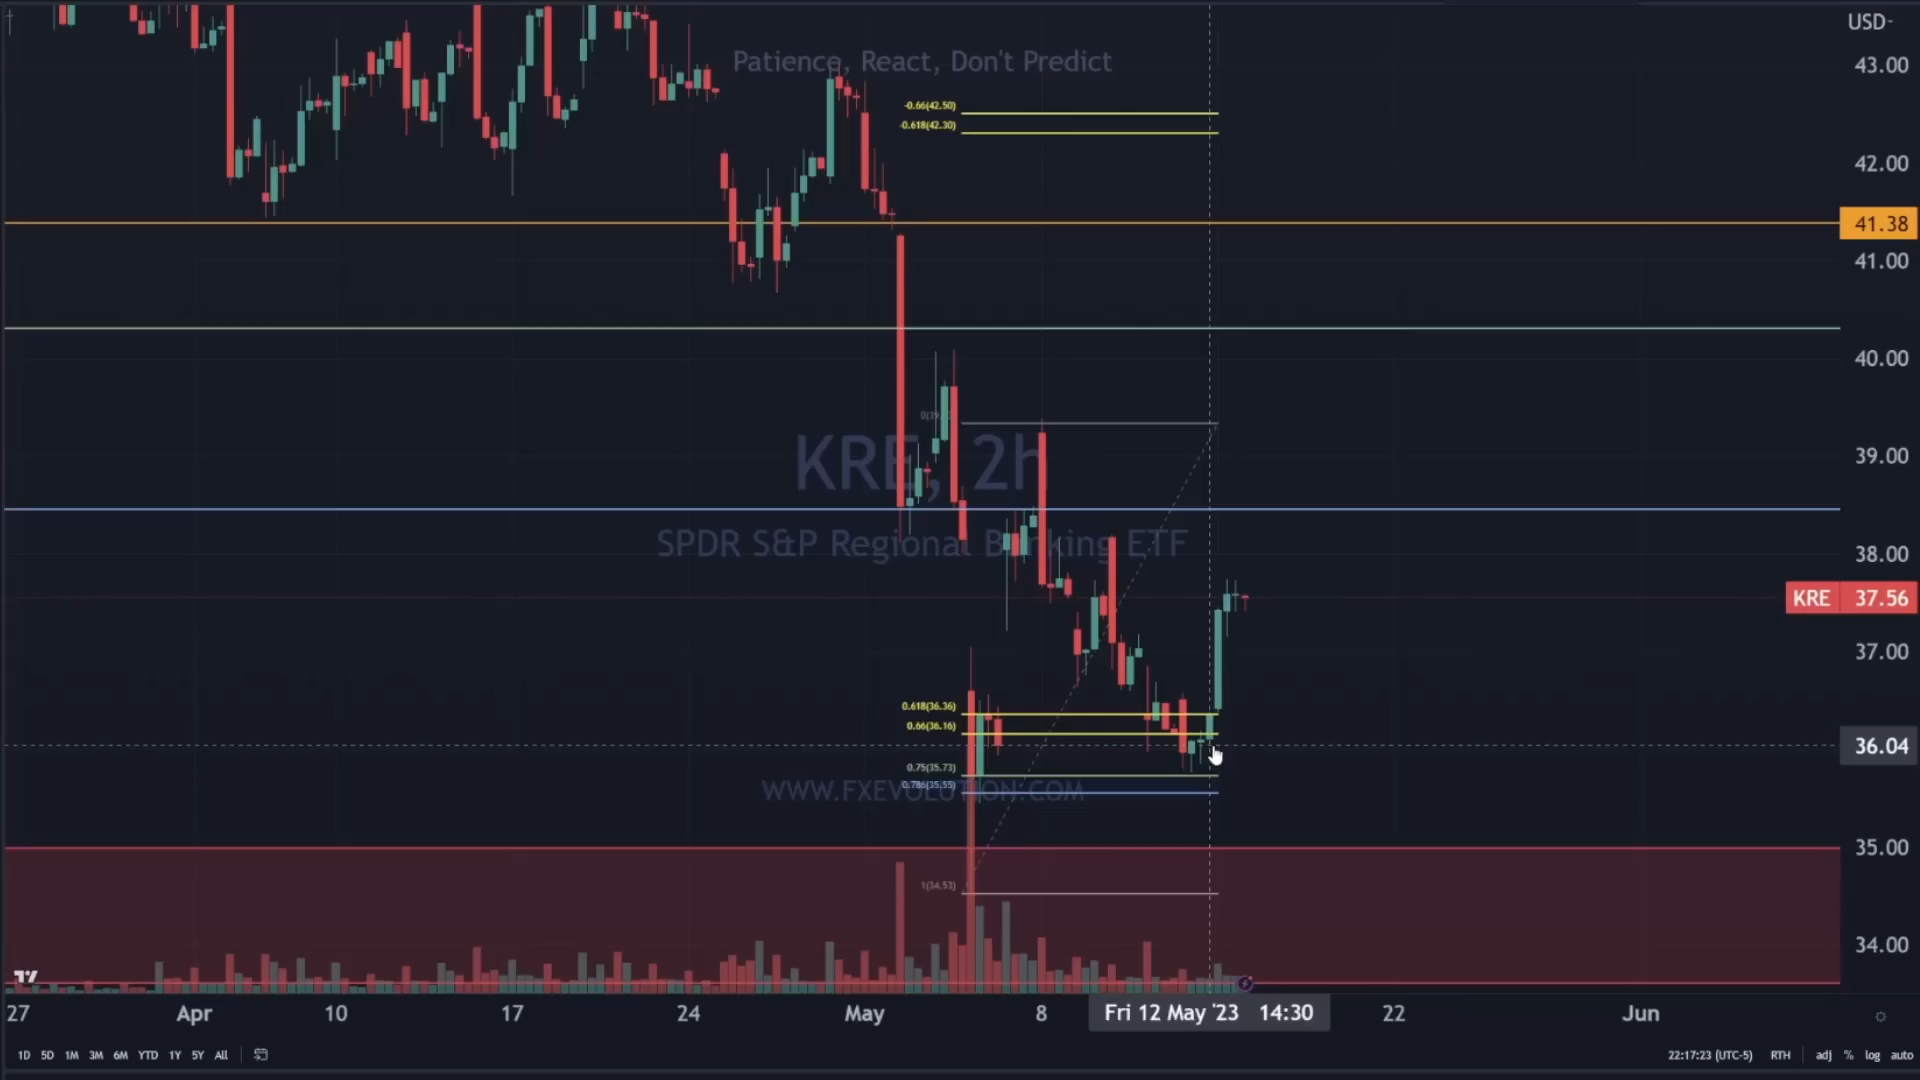 USD
43.00
Patience, React, Don't Predict
-0.66(42.50)
-0.618(42.30)
42.00
41.38
41.00
40.00
KRE, 2h
39.00
SPDR S&P Regional Banking ETF
38.00
KRE 37.56
37.00
0.618(36.36)
0.66(36.16)
36.04
0.75(35.73)
0.786(35.55)
WWW.FXEVOLUTION.COM
35.00
1(34.53)
34.00
27 Apr 10 17 24 May 8 Fri 12 May '23 14:30 22 Jun
1D 5D 1M 3M 6M YTD 1Y 5Y All 22:17:23 (UTC-5) RTH adj % log auto